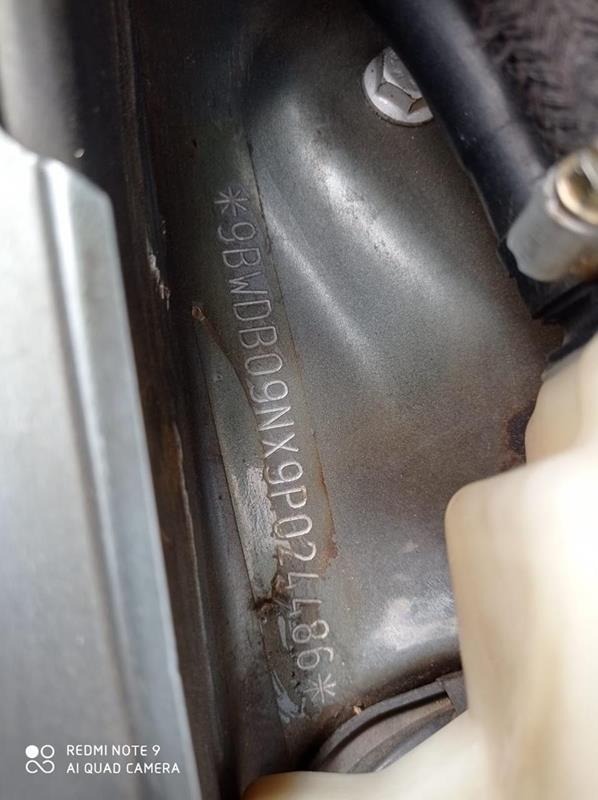 *9BWDB09NX9P024486*
REDMI NOTE 9
AI QUAD CAMERA